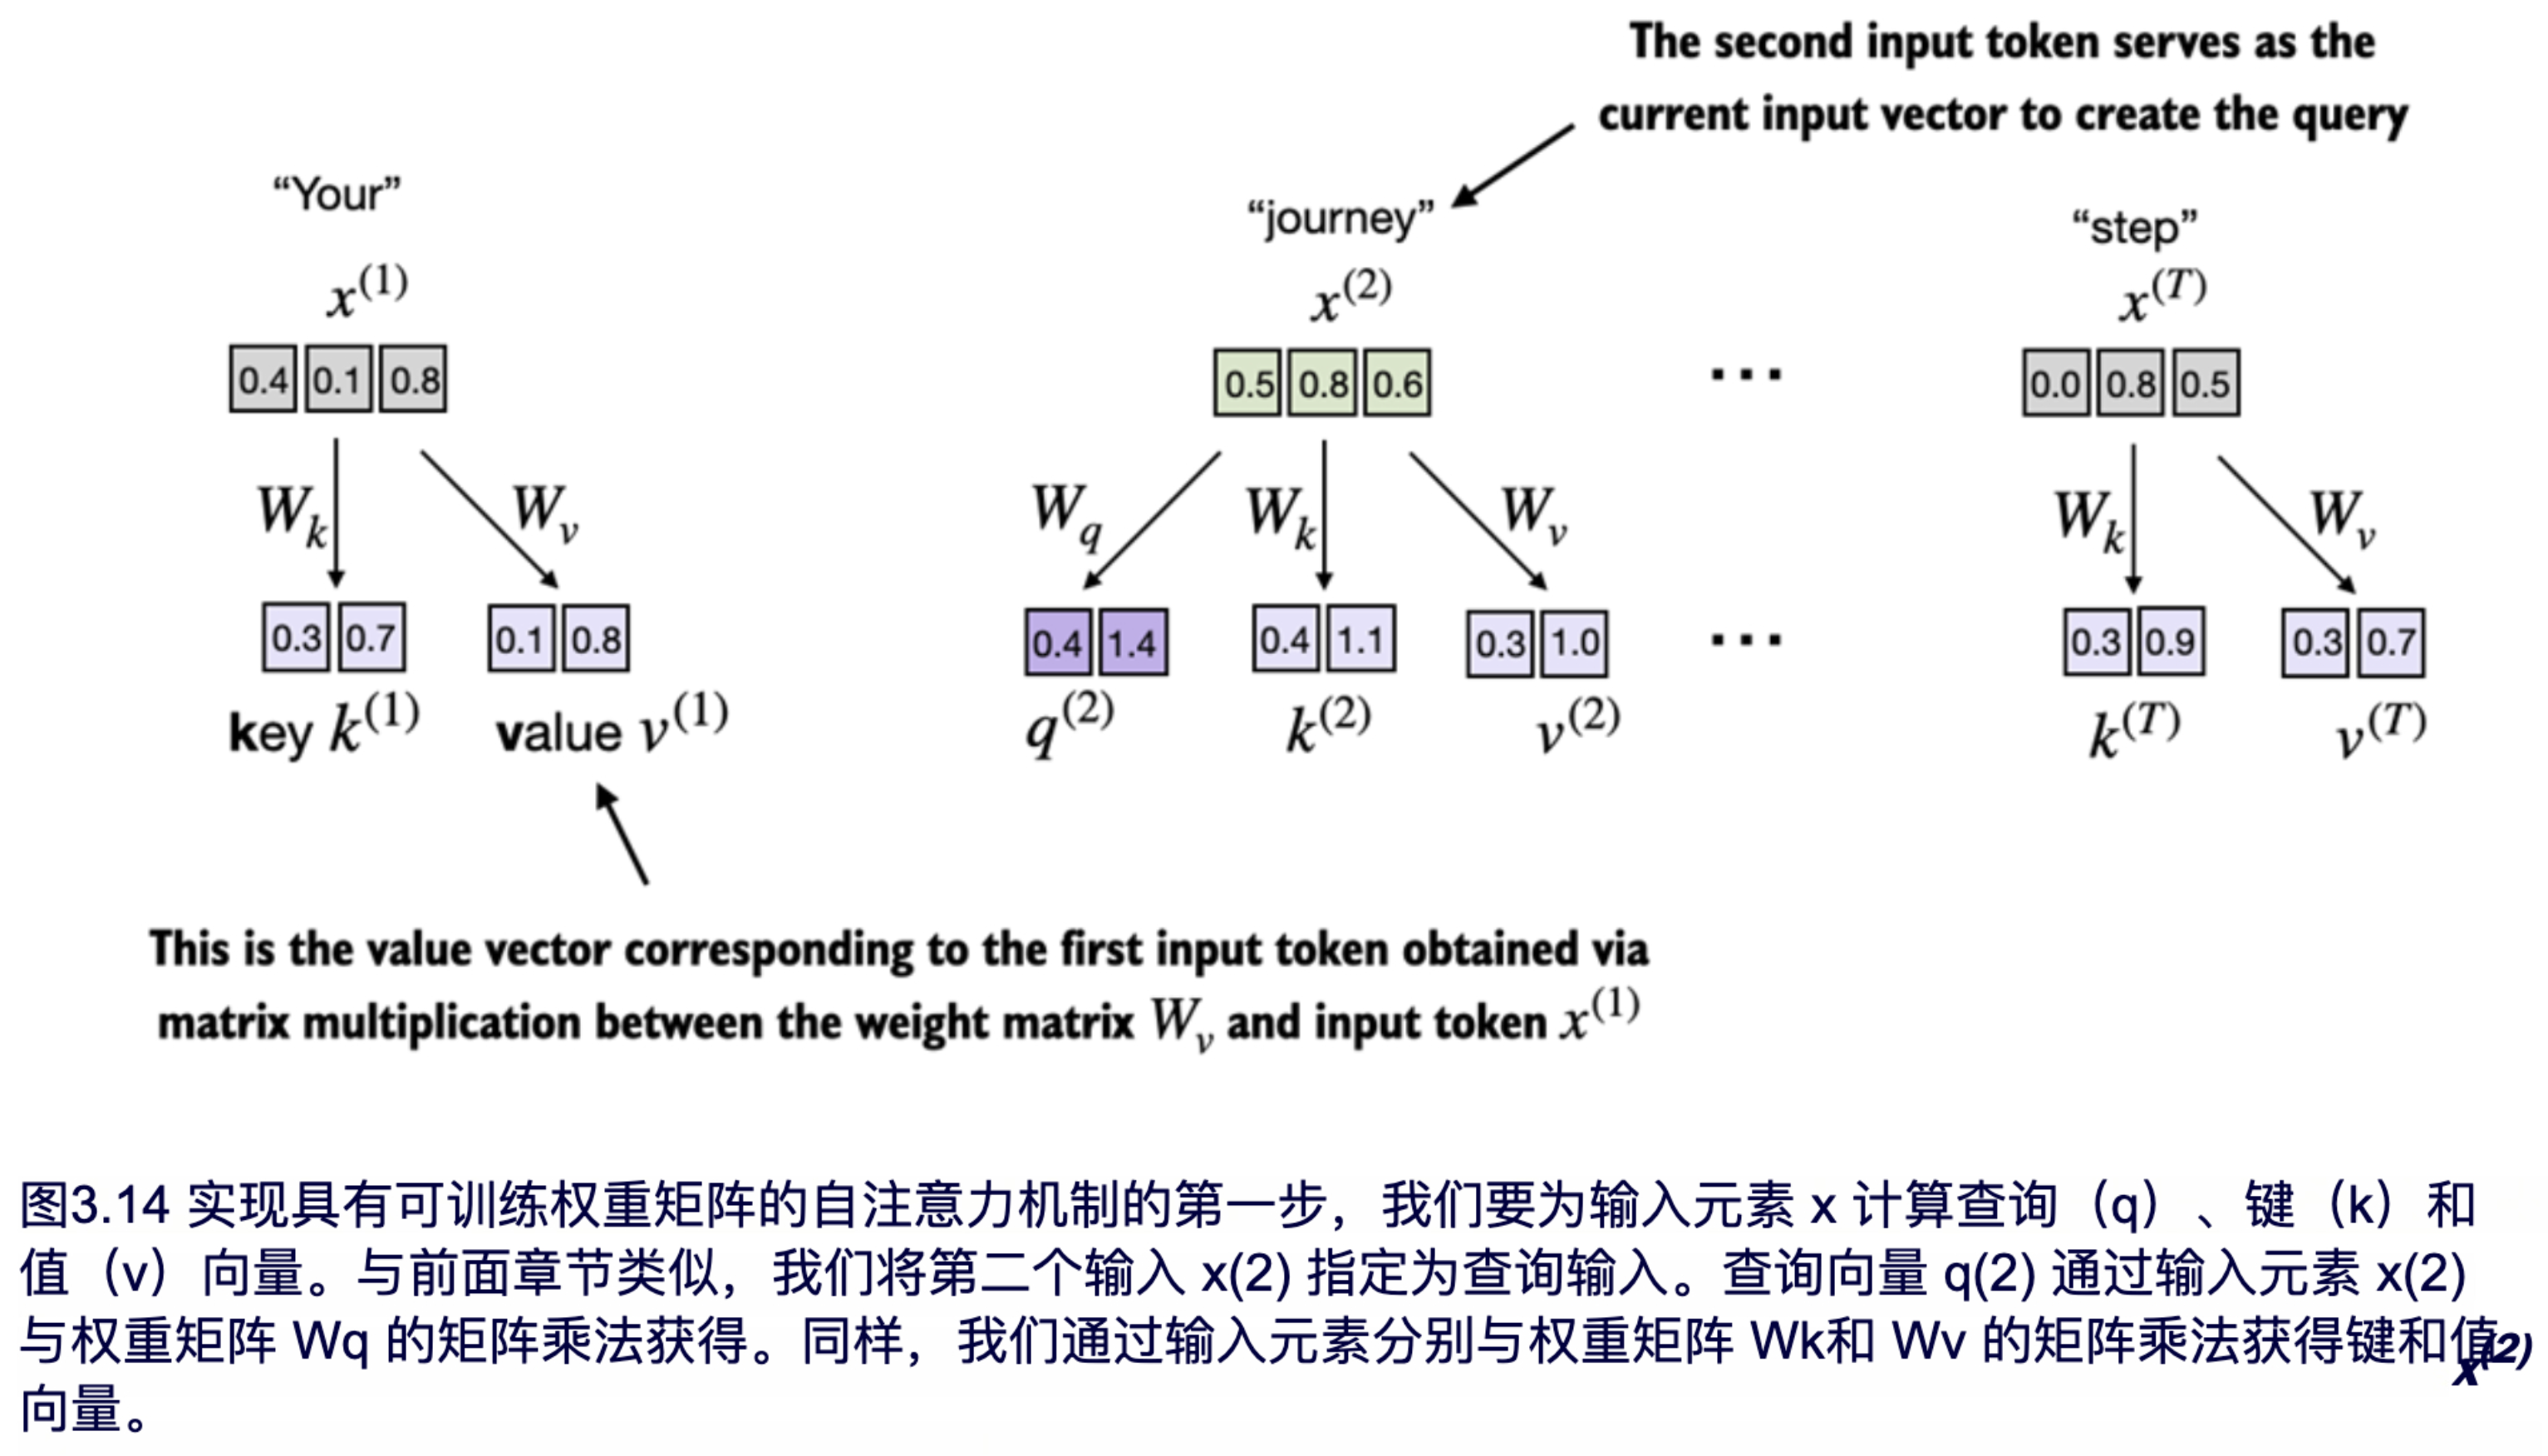 The second input token serves as the
current input vector to create the query
“Your”
“journey”
“step”
x(1)
x(2)
x(T)
0.4 0.1 0.8
0.5 0.8 0.6
...
0.0 0.8 0.5
Wk Wv
Wq Wk Wv
Wk Wv
0.3 0.7 0.1 0.8
0.4 1.4 0.4 1.1 0.3 1.0
...
0.3 0.9 0.3 0.7
key k(1) value v(1)
q(2) k(2) v(2)
k(T) v(T)
This is the value vector corresponding to the first input token obtained via
matrix multiplication between the weight matrix Wv and input token x(1)
图3.14 实现具有可训练权重矩阵的自注意力机制的第一步，我们要为输入元素 x 计算查询（q）、键（k）和
值（v）向量。与前面章节类似，我们将第二个输入 x(2) 指定为查询输入。查询向量 q(2) 通过输入元素 x(2)
与权重矩阵 Wq 的矩阵乘法获得。同样，我们通过输入元素分别与权重矩阵 Wk和 Wv 的矩阵乘法获得键和值
x(2)
向量。